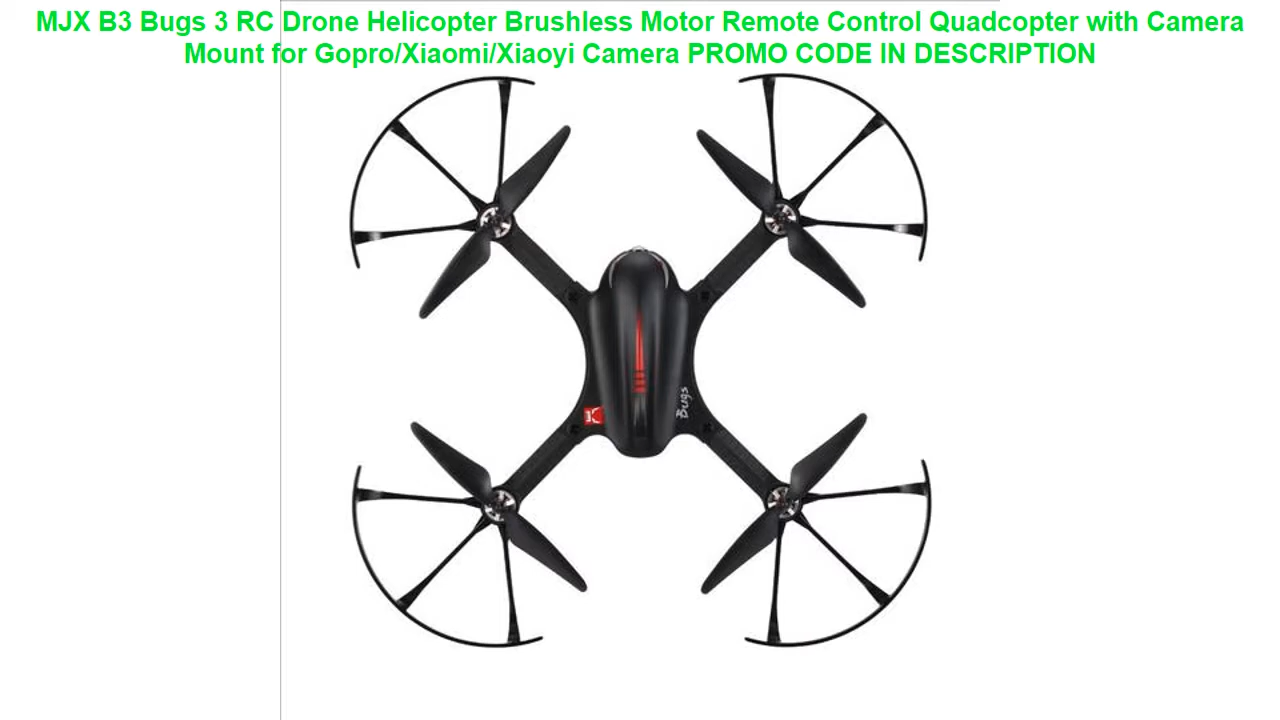 MJX B3 Bugs 3 RC Drone Helicopter Brushless Motor Remote Control Quadcopter with Camera
Mount for Gopro/Xiaomi/Xiaoyi Camera PROMO CODE IN DESCRIPTION
Bugs